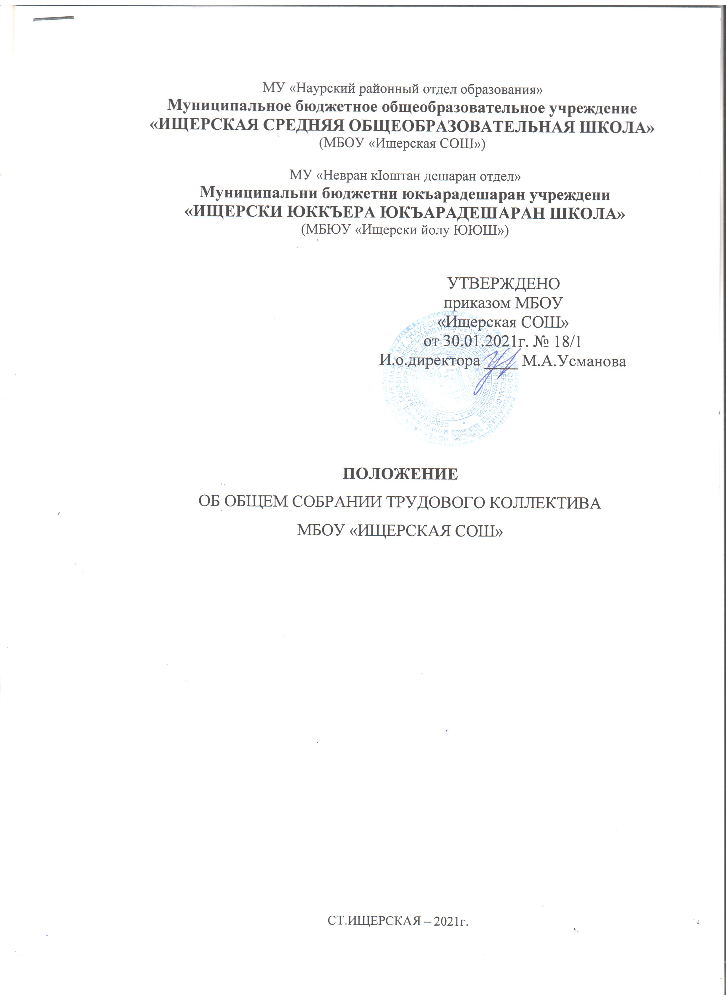 МУ «Наурский районный отдел образования»
Муниципальное бюджетное общеобразовательное учреждение
«ИЩЕРСКАЯ СРЕДНЯЯ ОБЩЕОБРАЗОВАТЕЛЬНАЯ ШКОЛА»
(МБОУ «Ищерская СОШ»)
МУ «Невран кIоштан дешаран отдел»
Муниципальни бюджетни юкъарадешаран учреждени
«ИЩЕРСКИ ЮККЪЕРА ЮКЪАРАДЕШАРАН ШКОЛА»
(МБЮУ «Ищерски йолу ЮЮШ»)
УТВЕРЖДЕНО
приказом МБОУ
«Ищерская СОШ»
от 30.01.2021г. № 18/1
И.о.директора ____ М.А.Усманова
ПОЛОЖЕНИЕ
ОБ ОБЩЕМ СОБРАНИИ ТРУДОВОГО КОЛЛЕКТИВА
МБОУ «ИЩЕРСКАЯ СОШ»
СТ.ИЩЕРСКАЯ – 2021г.